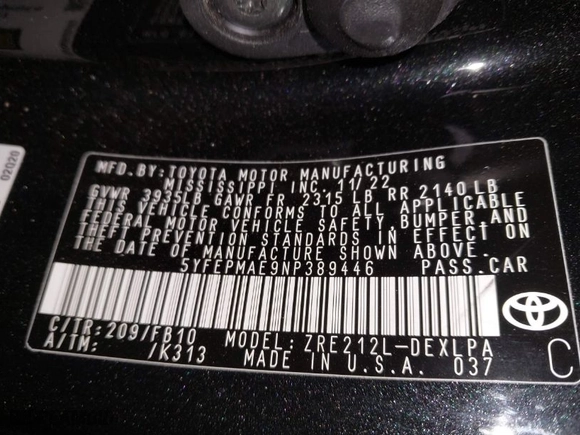 02020
MFD.BY:TOYOTA MOTOR MANUFACTURING
MISSISSIPPI INC. 11/22
GVWR 3935LB GAWR FR 2315 LB RR 2140LB
THIS VEHICLE CONFORMS TO ALL APPLICABLE
FEDERAL MOTOR VEHICLE SAFETY, BUMPER AND
THEFT PREVENTION STANDARDS IN EFFECT ON
THE DATE OF MANUFACTURE SHOWN ABOVE.
5YFEPMAE9NP389446 PASS.CAR
C/TR:209/FB10 MODEL: ZRE212L-DEXLPA
A/TM: /K313 MADE IN U.S.A. 037 C